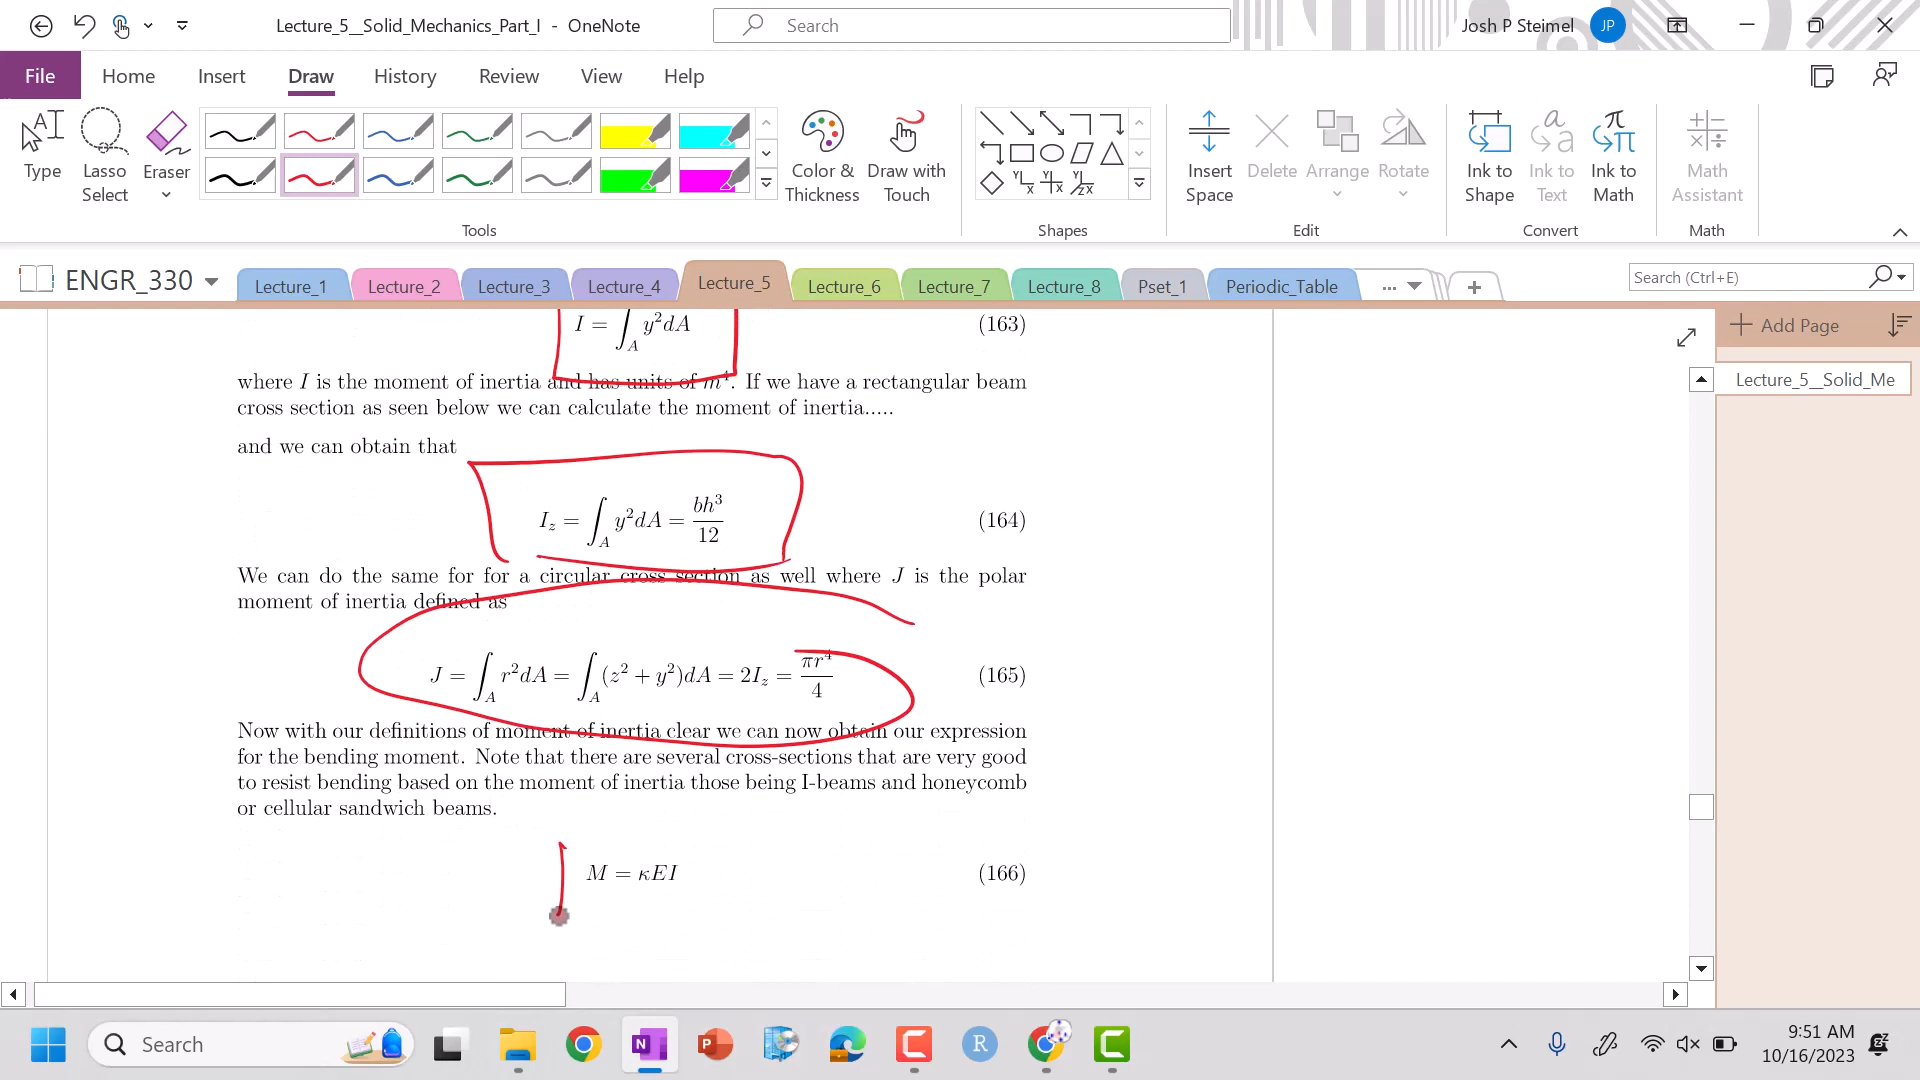 Lecture_5__Solid_Mechanics_Part_I - OneNote
Search
Josh P Steimel
JP
File
Home
Insert
Draw
History
Review
View
Help
Type
Lasso Select
Eraser
Color & Thickness
Draw with Touch
Insert Space
Delete
Arrange
Rotate
Ink to Shape
Ink to Text
Ink to Math
Math Assistant
Tools
Shapes
Edit
Convert
Math
ENGR_330
Lecture_1
Lecture_2
Lecture_3
Lecture_4
Lecture_5
Lecture_6
Lecture_7
Lecture_8
Pset_1
Periodic_Table
...
Search (Ctrl+E)
Add Page
Lecture_5__Solid_Me
I = ∫_A y²dA (163)
where I is the moment of inertia and has units of m⁴. If we have a rectangular beam
cross section as seen below we can calculate the moment of inertia.....
and we can obtain that
I_z = ∫_A y²dA = bh³/12 (164)
We can do the same for for a circular cross section as well where J is the polar
moment of inertia defined as
J = ∫_A r²dA = ∫_A (z² + y²)dA = 2I_z = πr⁴/4 (165)
Now with our definitions of moment of inertia clear we can now obtain our expression
for the bending moment. Note that there are several cross-sections that are very good
to resist bending based on the moment of inertia those being I-beams and honeycomb
or cellular sandwich beams.
M = κEI (166)
Search
9:51 AM
10/16/2023